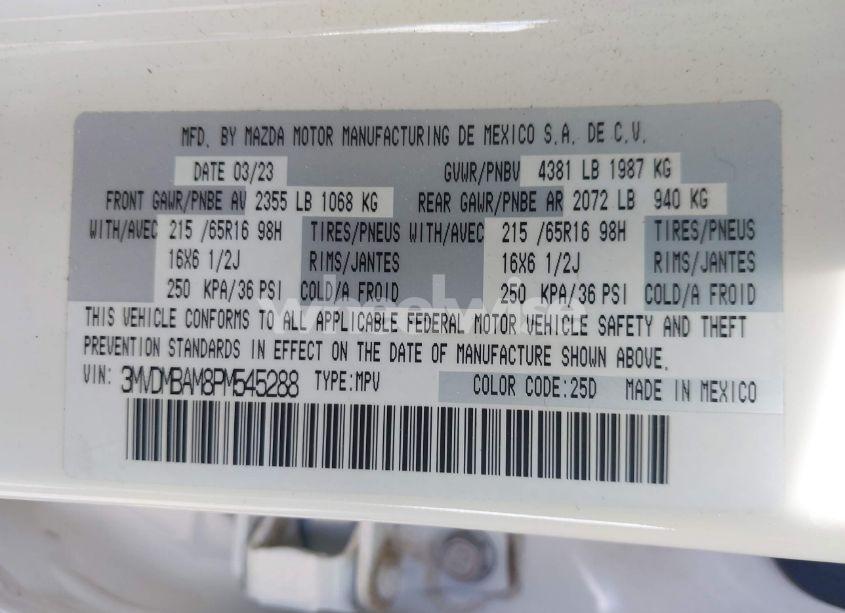 MFD. BY MAZDA MOTOR MANUFACTURING DE MEXICO S.A. DE C.V.
DATE 03/23 GVWR/PNBV 4381 LB 1987 KG
FRONT GAWR/PNBE AV 2355 LB 1068 KG REAR GAWR/PNBE AR 2072 LB 940 KG
WITH/AVEC 215 /65R16 98H TIRES/PNEUS WITH/AVEC 215 /65R16 98H TIRES/PNEUS
16X6 1/2J RIMS/JANTES 16X6 1/2J RIMS/JANTES
250 KPA/36 PSI COLD/A FROID 250 KPA/36 PSI COLD/A FROID
THIS VEHICLE CONFORMS TO ALL APPLICABLE FEDERAL MOTOR VEHICLE SAFETY AND THEFT
PREVENTION STANDARDS IN EFFECT ON THE DATE OF MANUFACTURE SHOWN ABOVE.
VIN: 3MVDMBAM8PM545288 TYPE:MPV COLOR CODE:25D MADE IN MEXICO